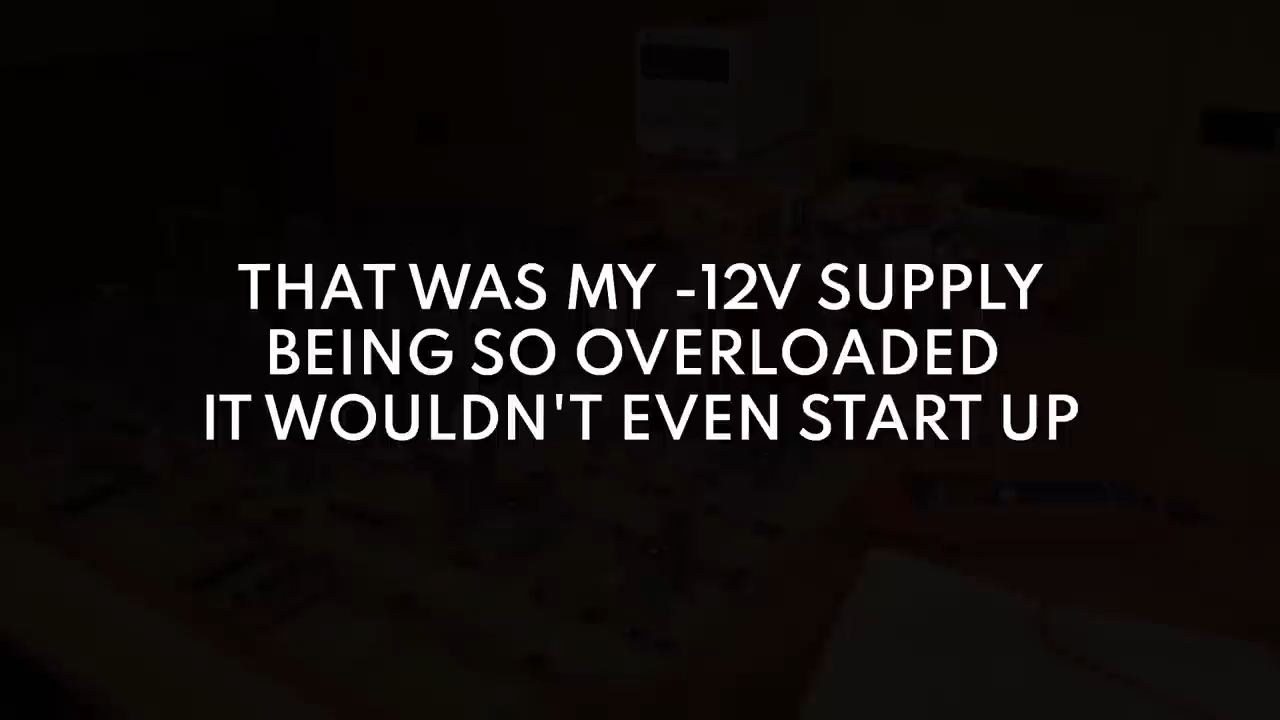 THAT WAS MY -12V SUPPLY
BEING SO OVERLOADED
IT WOULDN'T EVEN START UP